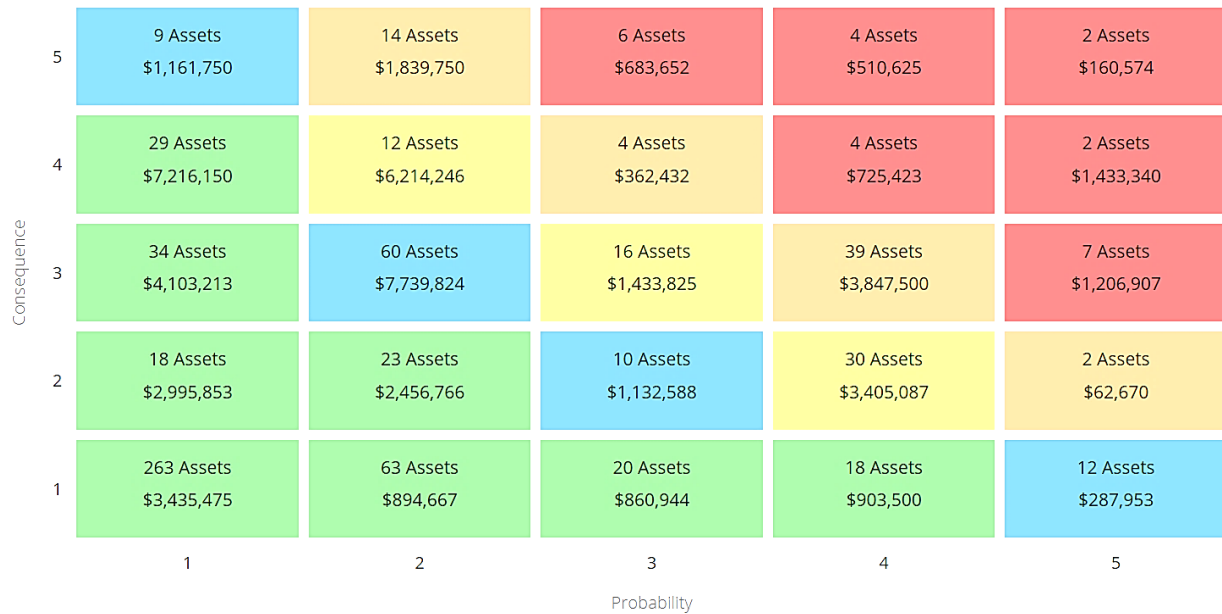 9 Assets
$1,161,750
14 Assets
$1,839,750
6 Assets
$683,652
4 Assets
$510,625
2 Assets
$160,574
5
29 Assets
$7,216,150
12 Assets
$6,214,246
4 Assets
$362,432
4 Assets
$725,423
2 Assets
$1,433,340
4
34 Assets
$4,103,213
60 Assets
$7,739,824
16 Assets
$1,433,825
39 Assets
$3,847,500
7 Assets
$1,206,907
3
Consequence
18 Assets
$2,995,853
23 Assets
$2,456,766
10 Assets
$1,132,588
30 Assets
$3,405,087
2 Assets
$62,670
2
263 Assets
$3,435,475
63 Assets
$894,667
20 Assets
$860,944
18 Assets
$903,500
12 Assets
$287,953
1
1
2
3
4
5
Probability